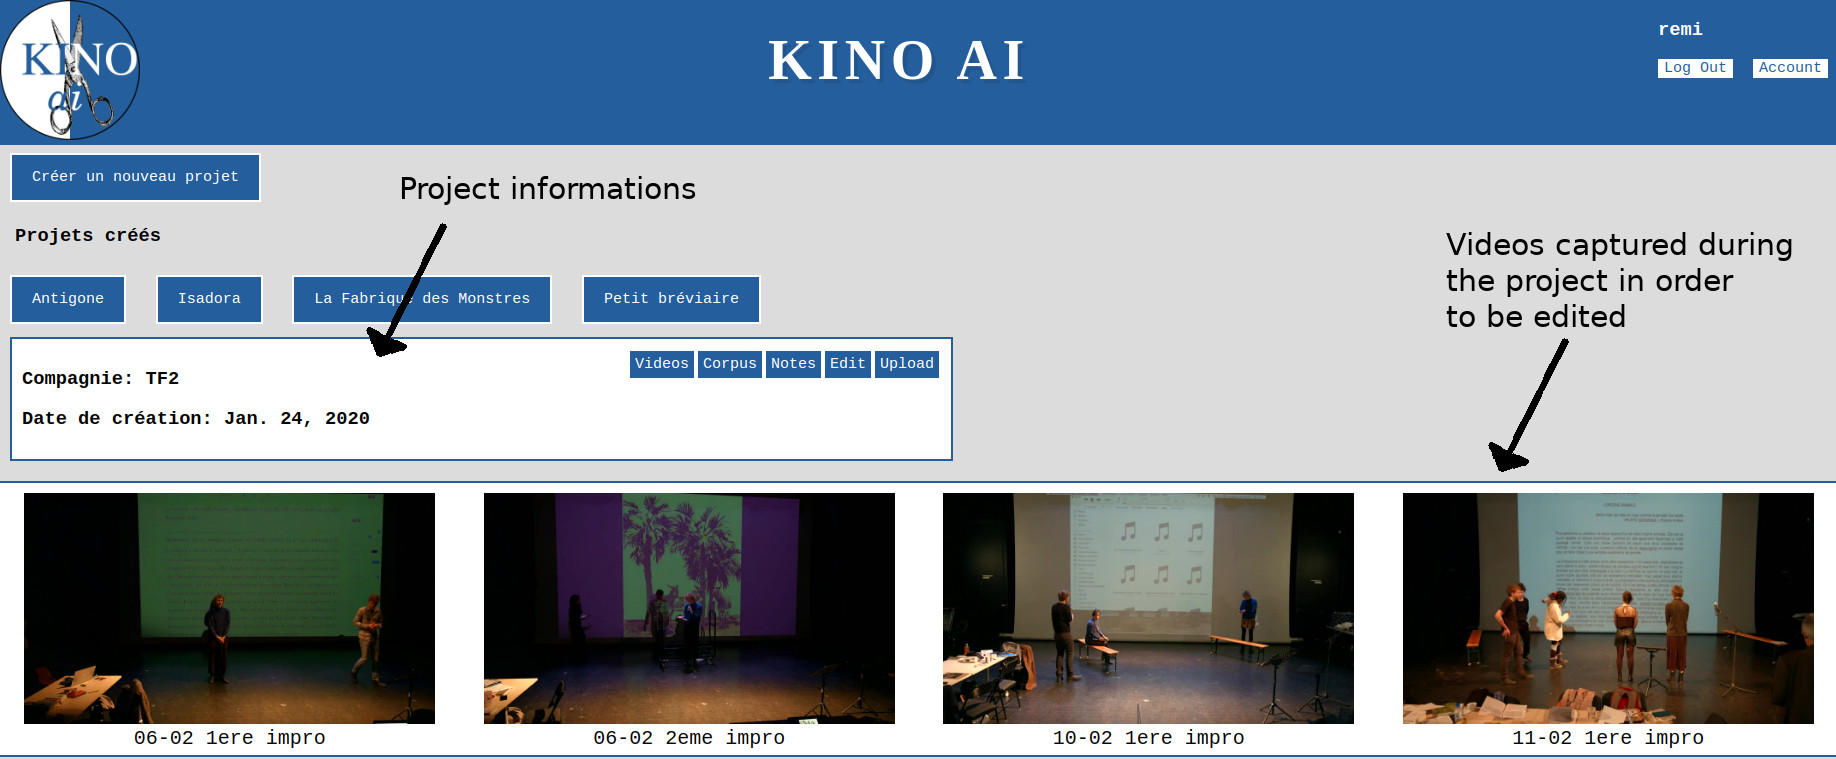 KINO
ai
KINO AI
remi
Log Out Account
Créer un nouveau projet
Project informations
Projets créés
Videos captured during
the project in order
to be edited
Antigone Isadora La Fabrique des Monstres Petit bréviaire
Videos Corpus Notes Edit Upload
Compagnie: TF2
Date de création: Jan. 24, 2020
06-02 1ere impro 06-02 2eme impro 10-02 1ere impro 11-02 1ere impro